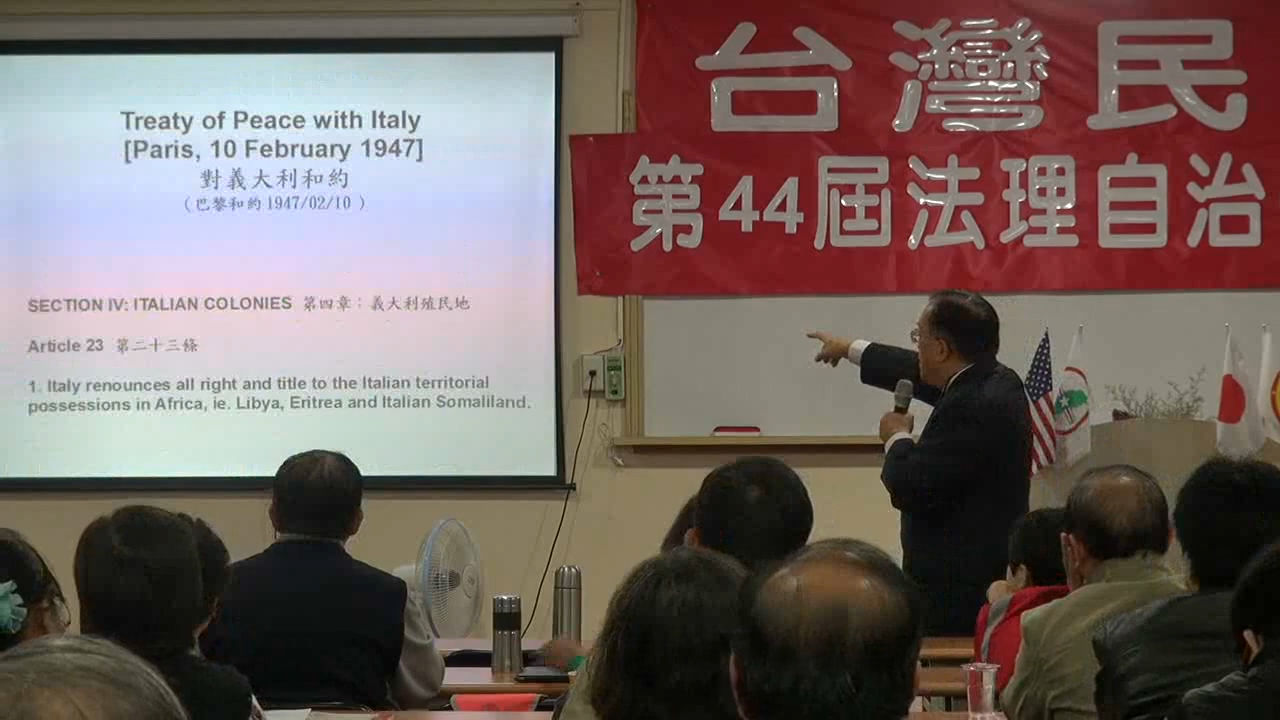 Treaty of Peace with Italy
[Paris, 10 February 1947]
對義大利和約
(巴黎和約 1947/02/10 )
SECTION IV: ITALIAN COLONIES 第四章：義大利殖民地
Article 23 第二十三條
1. Italy renounces all right and title to the Italian territorial
possessions in Africa, ie. Libya, Eritrea and Italian Somaliland.
台灣民
第44屆法理自治